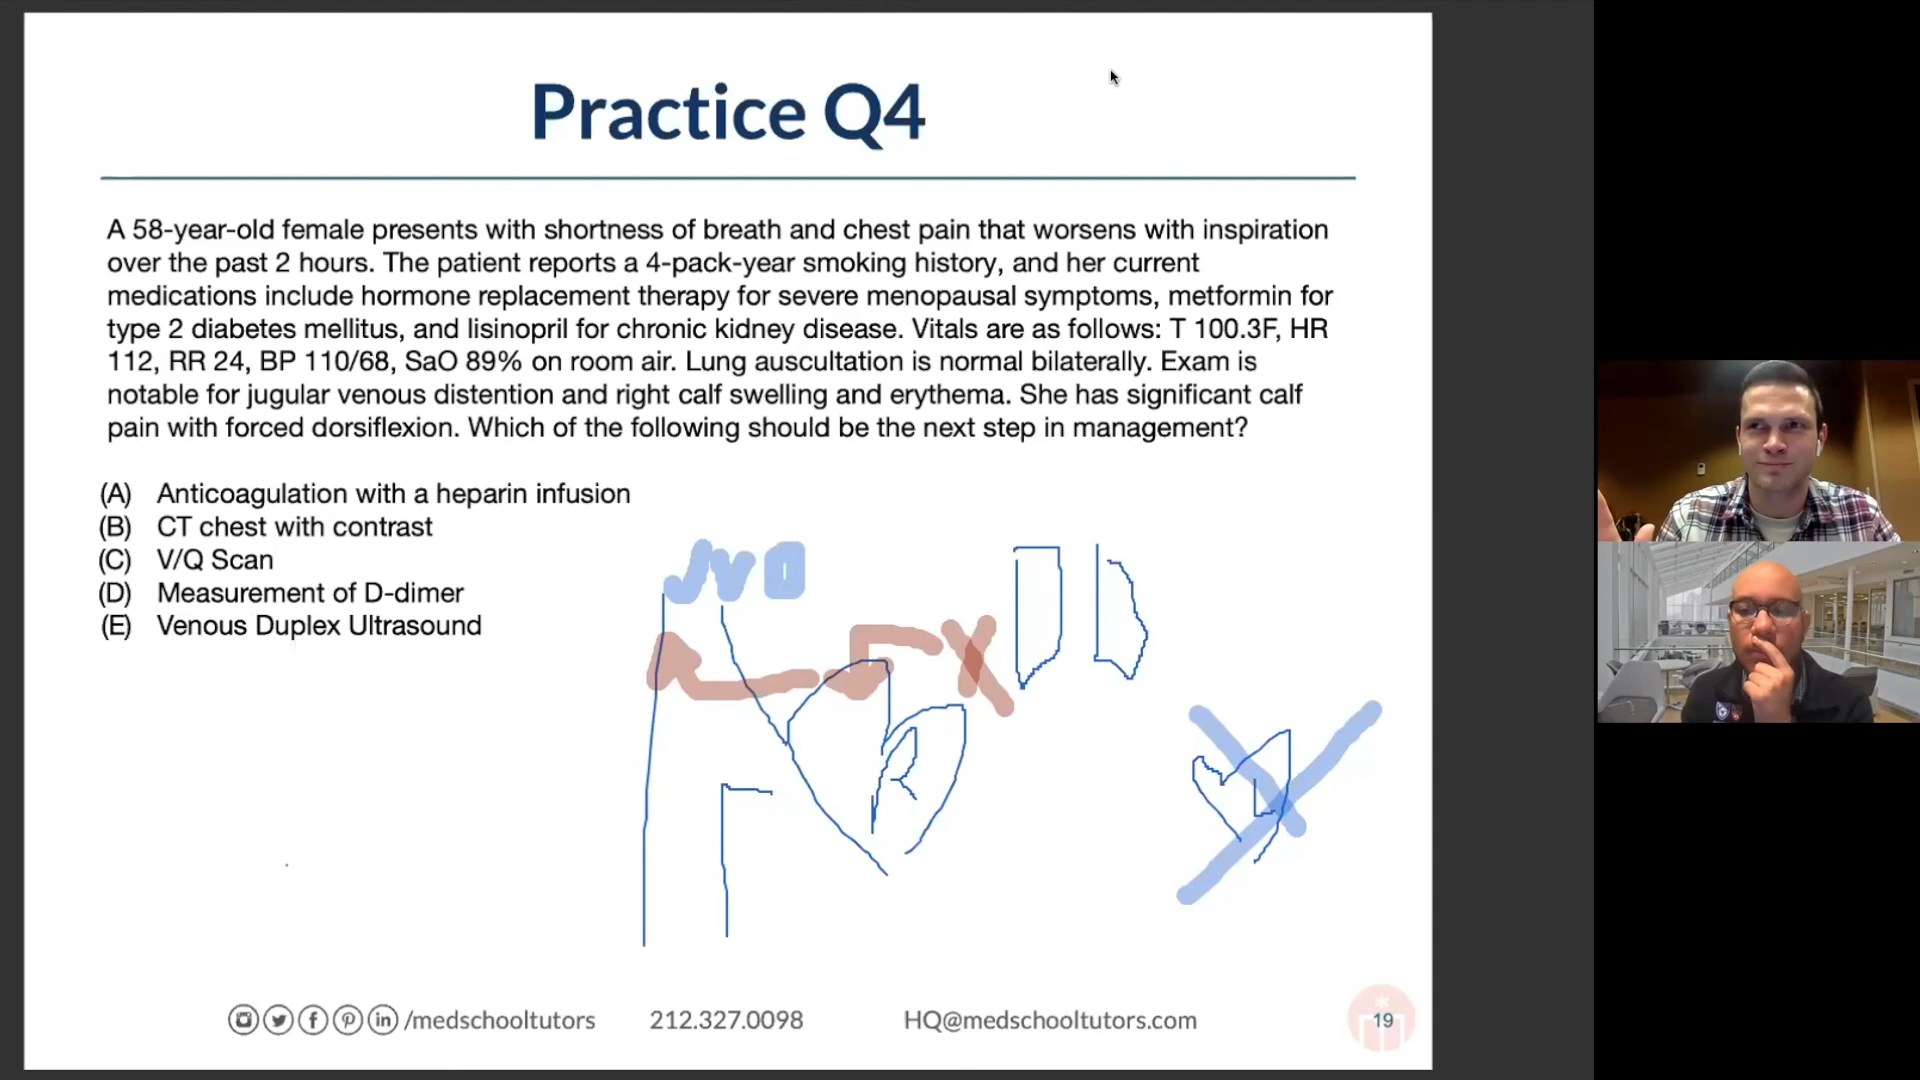 Practice Q4
A 58-year-old female presents with shortness of breath and chest pain that worsens with inspiration
over the past 2 hours. The patient reports a 4-pack-year smoking history, and her current
medications include hormone replacement therapy for severe menopausal symptoms, metformin for
type 2 diabetes mellitus, and lisinopril for chronic kidney disease. Vitals are as follows: T 100.3F, HR
112, RR 24, BP 110/68, SaO 89% on room air. Lung auscultation is normal bilaterally. Exam is
notable for jugular venous distention and right calf swelling and erythema. She has significant calf
pain with forced dorsiflexion. Which of the following should be the next step in management?
(A) Anticoagulation with a heparin infusion
(B) CT chest with contrast
(C) V/Q Scan
(D) Measurement of D-dimer
(E) Venous Duplex Ultrasound
JVD
R
L
/medschooltutors 212.327.0098 HQ@medschooltutors.com 19